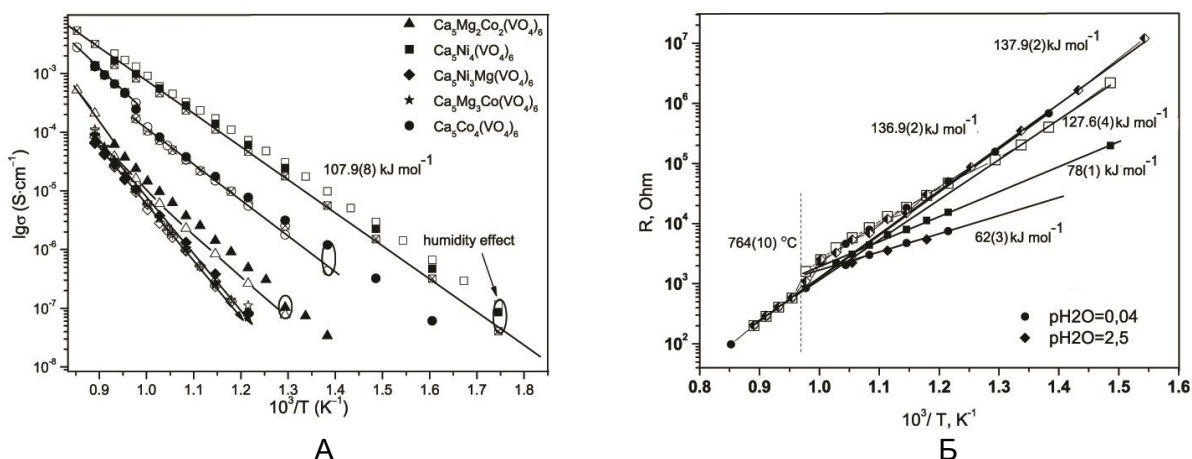 lgσ (S·cm⁻¹)
10⁻³
10⁻⁴
10⁻⁵
10⁻⁶
10⁻⁷
10⁻⁸
Ca₅Mg₂Co₂(VO₄)₆
Ca₅Ni₄(VO₄)₆
Ca₅Ni₃Mg(VO₄)₆
Ca₅Mg₃Co(VO₄)₆
Ca₅Co₄(VO₄)₆
107.9(8) kJ mol⁻¹
humidity effect
0.9 1.0 1.1 1.2 1.3 1.4 1.5 1.6 1.7 1.8
10³/T (K⁻¹)
А
R, Ohm
10⁷
10⁶
10⁵
10⁴
10³
10²
137.9(2) kJ mol⁻¹
136.9(2) kJ mol⁻¹
127.6(4) kJ mol⁻¹
78(1) kJ mol⁻¹
764(10) °C
62(3) kJ mol⁻¹
pH2O=0,04
pH2O=2,5
0.8 0.9 1.0 1.1 1.2 1.3 1.4 1.5 1.6
10³/ T, K⁻¹
Б